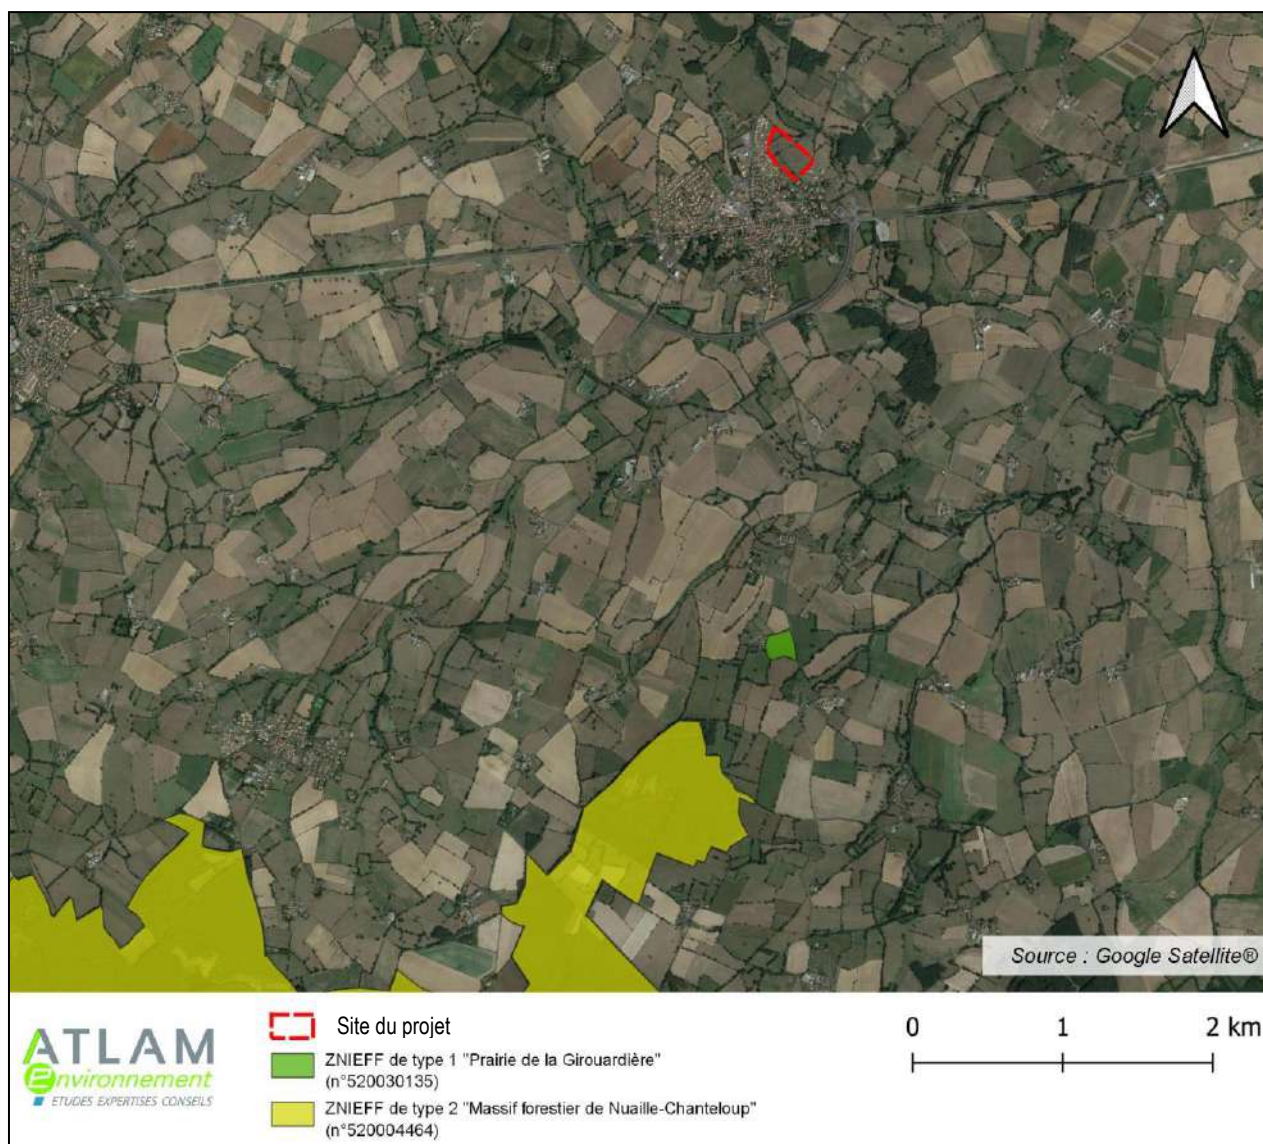 Source : Google Satellite®
ATLAM
Environnement
ETUDES EXPERTISES CONSEILS
Site du projet
ZNIEFF de type 1 "Prairie de la Girouardière"
(n°520030135)
ZNIEFF de type 2 "Massif forestier de Nuaille-Chanteloup"
(n°520004464)
0 1 2 km